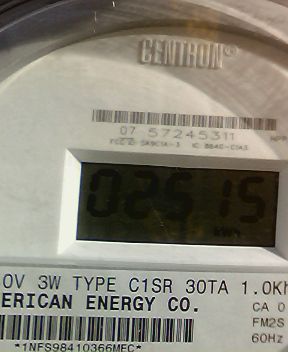 CENTRON®
07 57245311
02515
kWh
0V 3W TYPE C1SR 30TA 1.0Kh
ERICAN ENERGY CO.
CA 0
FM2S
60Hz
*1NFS98410366MEC*